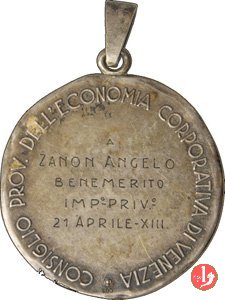 CONSIGLIO PROV. DELL'ECONOMIA CORPORATIVA DI VENEZIA
A
ZANON ANGELO
BENEMERITO
IMP.º PRIV.º
21 APRILE-XIII.